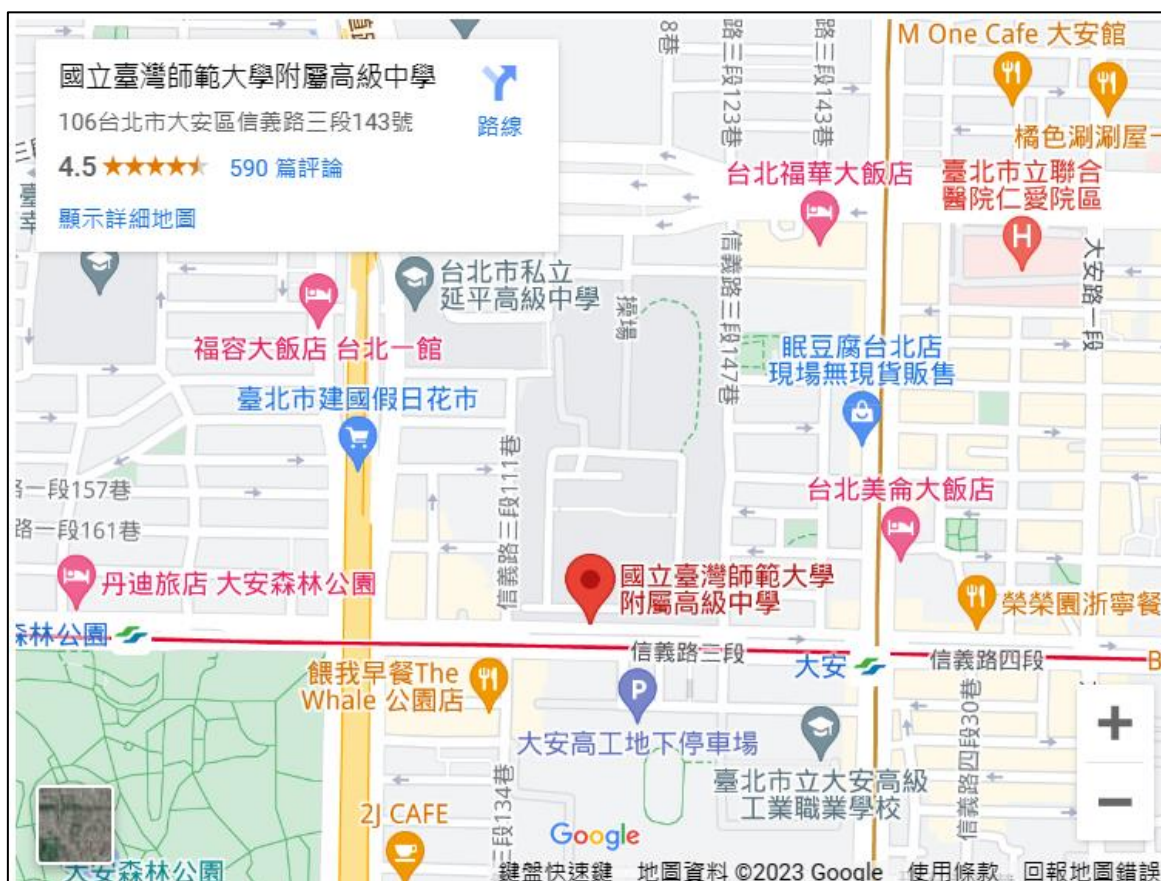 國立臺灣師範大學附屬高級中學
106台北市大安區信義路三段143號
4.5
590 篇評論
顯示詳細地圖
路線
8巷
路三段123巷
路三段143巷
M One Cafe 大安館
橘色涮涮屋一
台北福華大飯店
臺北市立聯合
醫院仁愛院區
H
大安路一段
台北市私立
延平高級中學
操場
信義路三段147巷
福容大飯店 台北一館
眠豆腐台北店
現場無現貨販售
臺北市建國假日花市
信義路三段111巷
路一段157巷
路一段161巷
台北美侖大飯店
丹迪旅店 大安森林公園
國立臺灣師範大學
附屬高級中學
榮榮園浙寧餐
森林公園
信義路三段
大安
信義路四段
B
餵我早餐The
Whale 公園店
P
大安高工地下停車場
臺北市立大安高級
工業職業學校
信義路四段30巷
三段134巷
2J CAFE
大安森林公園
Google
+
−
鍵盤快速鍵
地圖資料 ©2023 Google
使用條款
回報地圖錯誤